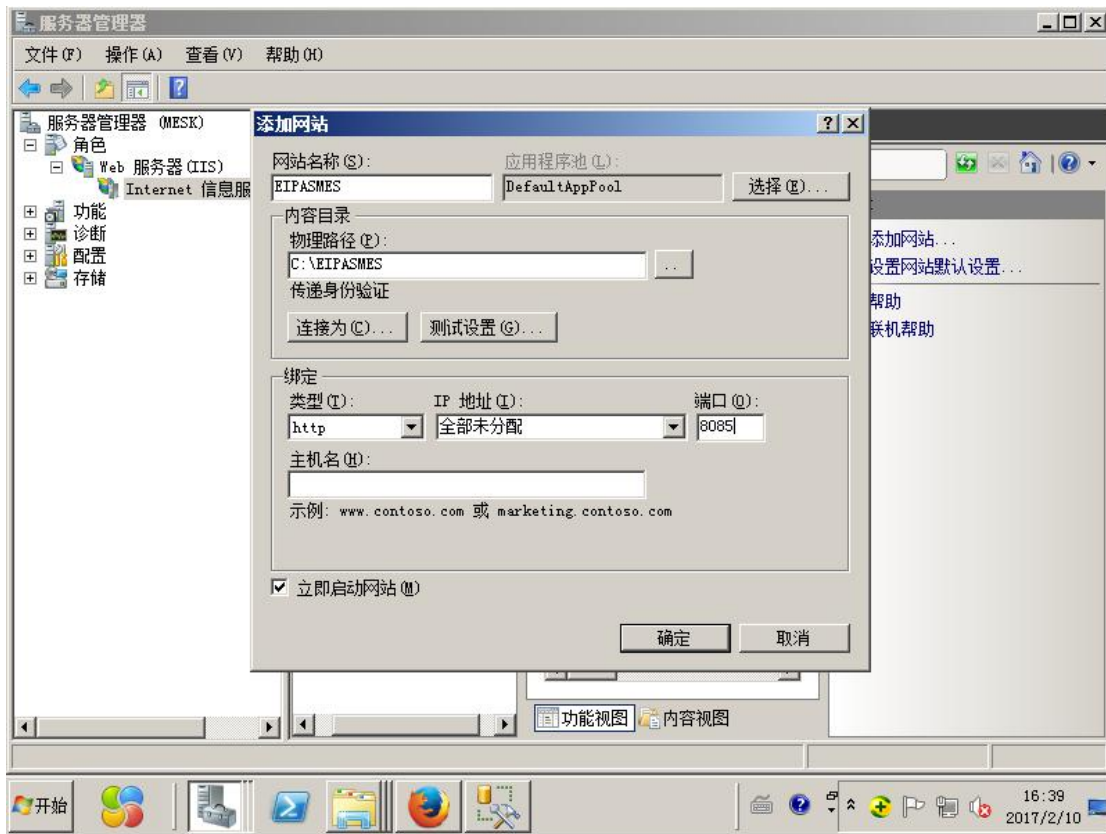 服务器管理器
文件(F) 操作(A) 查看(V) 帮助(H)
服务器管理器 (MESK)
角色
Web 服务器(IIS)
Internet 信息服
功能
诊断
配置
存储
添加网站
网站名称(S):
应用程序池(L):
EIPASMES
DefaultAppPool
选择(E)...
内容目录
物理路径(P):
C:\EIPASMES
..
传递身份验证
连接为(C)...
测试设置(G)...
绑定
类型(T):
IP 地址(I):
端口(O):
http
全部未分配
8085
主机名(H):
示例: www.contoso.com 或 marketing.contoso.com
立即启动网站(M)
确定
取消
添加网站...
设置网站默认设置...
帮助
联机帮助
功能视图
内容视图
开始
16:39
2017/2/10